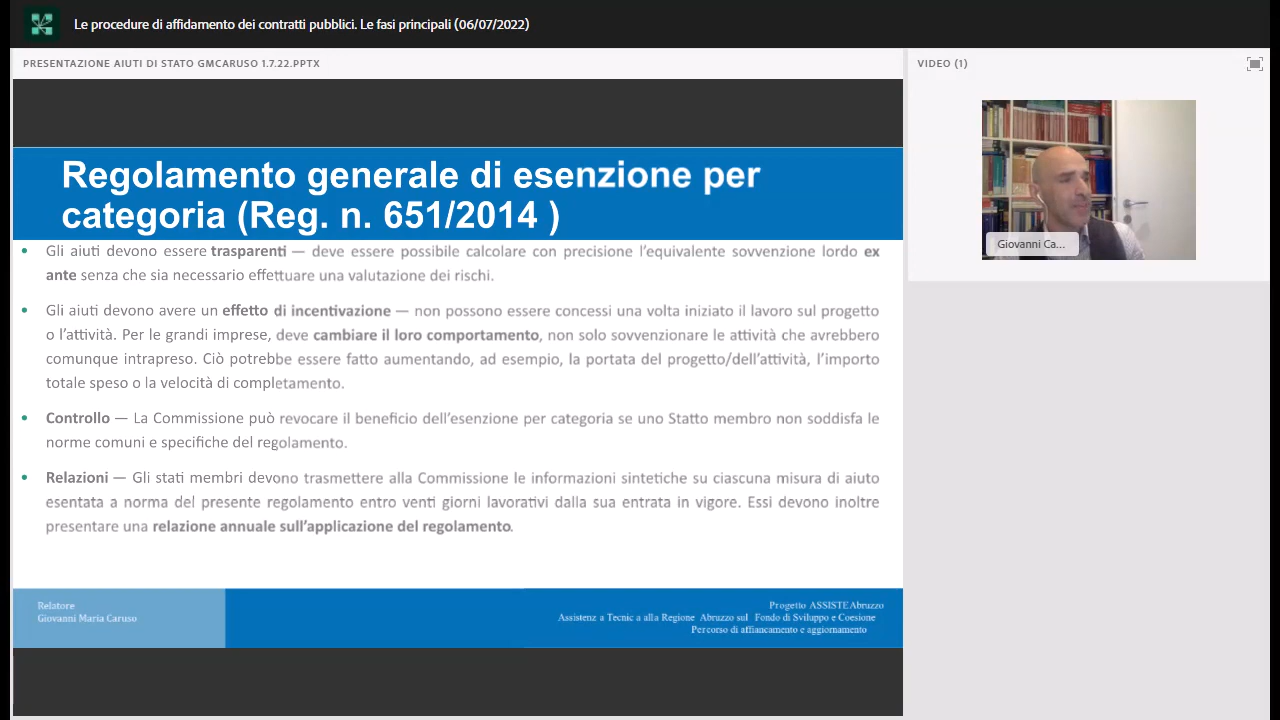 Le procedure di affidamento dei contratti pubblici. Le fasi principali (06/07/2022)
PRESENTAZIONE AIUTI DI STATO GMCARUSO 1.7.22.PPTX
VIDEO (1)
Regolamento generale di esenzione per
categoria (Reg. n. 651/2014 )
• Gli aiuti devono essere trasparenti — deve essere possibile calcolare con precisione l'equivalente sovvenzione lordo ex
ante senza che sia necessario effettuare una valutazione dei rischi.
• Gli aiuti devono avere un effetto di incentivazione — non possono essere concessi una volta iniziato il lavoro sul progetto
o l'attività. Per le grandi imprese, deve cambiare il loro comportamento, non solo sovvenzionare le attività che avrebbero
comunque intrapreso. Ciò potrebbe essere fatto aumentando, ad esempio, la portata del progetto/dell'attività, l'importo
totale speso o la velocità di completamento.
• Controllo — La Commissione può revocare il beneficio dell'esenzione per categoria se uno Statto membro non soddisfa le
norme comuni e specifiche del regolamento.
• Relazioni — Gli stati membri devono trasmettere alla Commissione le informazioni sintetiche su ciascuna misura di aiuto
esentata a norma del presente regolamento entro venti giorni lavorativi dalla sua entrata in vigore. Essi devono inoltre
presentare una relazione annuale sull'applicazione del regolamento.
Giovanni Ca...
Relatore
Giovanni Maria Caruso
Progetto ASSISTEAbruzzo
Assistenz a Tecnic a alla Regione Abruzzo sul Fondo di Sviluppo e Coesione
Percorso di affiancamento e aggiornamento